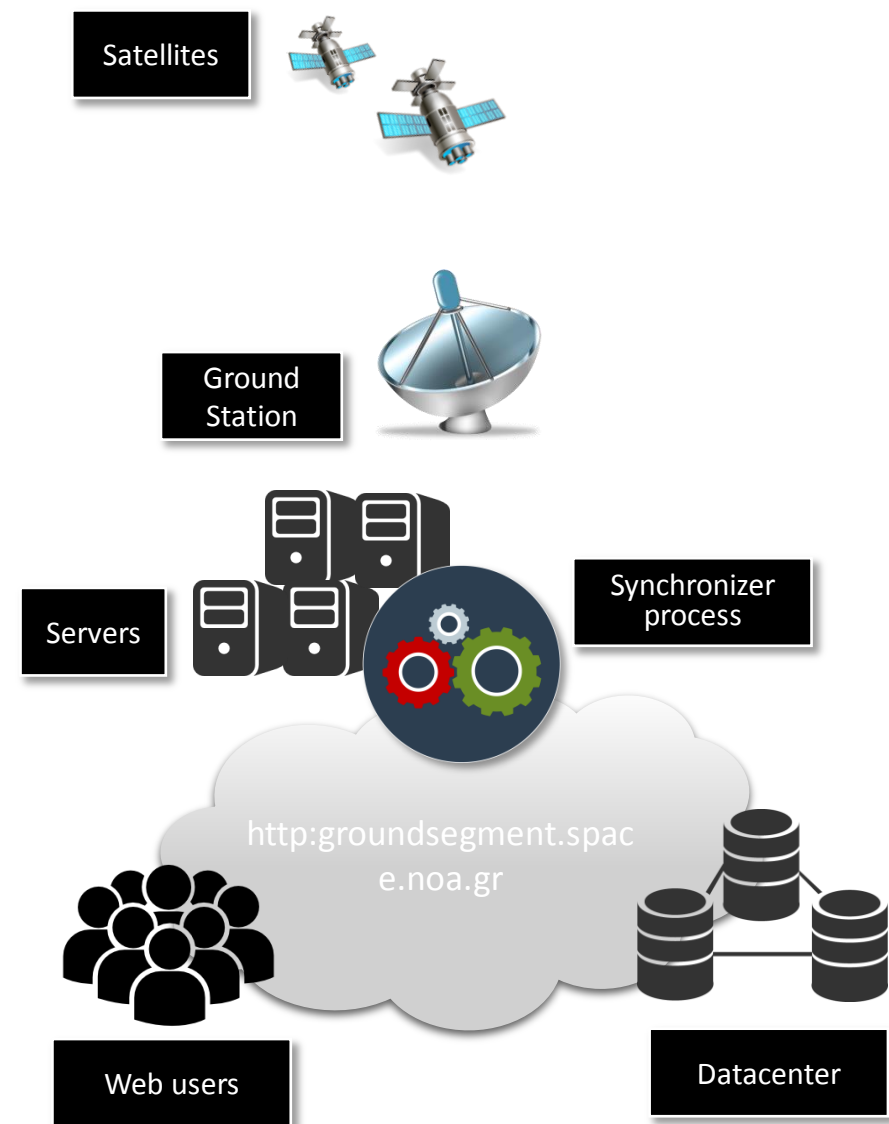 Satellites
Ground
Station
Servers
Synchronizer
process
http:groundsegment.spac
e.noa.gr
Web users
Datacenter